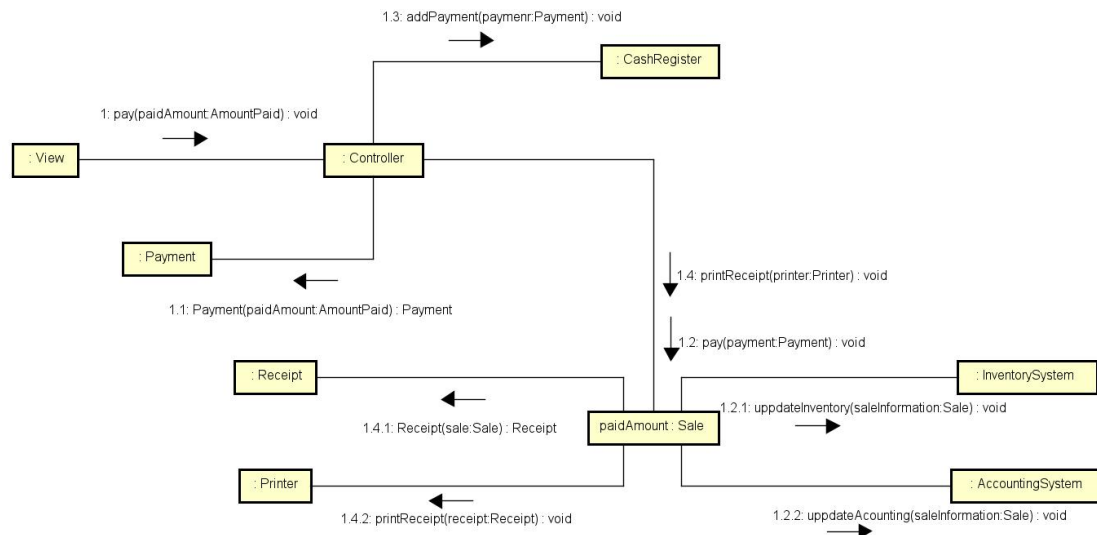 1.3: addPayment(paymenr:Payment) : void
: CashRegister
1: pay(paidAmount:AmountPaid) : void
: View
: Controller
: Payment
1.1: Payment(paidAmount:AmountPaid) : Payment
1.4: printReceipt(printer:Printer) : void
1.2: pay(payment:Payment) : void
: Receipt
: InventorySystem
1.4.1: Receipt(sale:Sale) : Receipt
paidAmount : Sale
1.2.1: uppdateInventory(saleInformation:Sale) : void
: Printer
: AccountingSystem
1.4.2: printReceipt(receipt:Receipt) : void
1.2.2: uppdateAcounting(saleInformation:Sale) : void